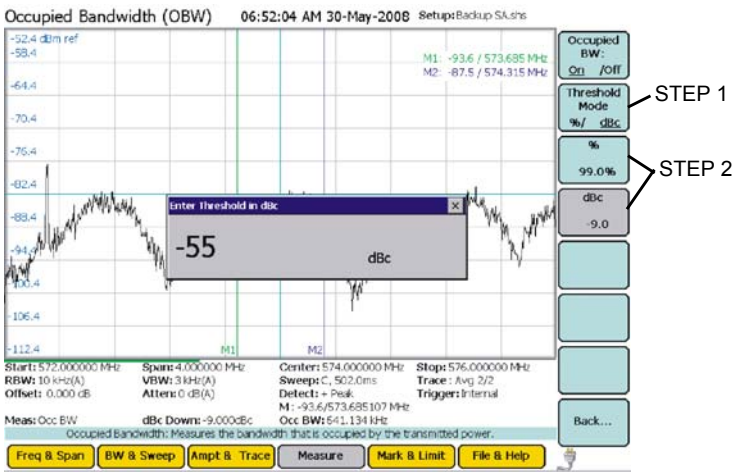 Occupied Bandwidth (OBW) 06:52:04 AM 30-May-2008 Setup:Backup SA.shs
-52.4 dBm ref
-58.4
M1: -93.6 / 573.685 MHz
M2: -87.5 / 574.315 MHz
-64.4
-70.4
-76.4
-82.4
-88.4
-94.4
-100.4
-106.4
-112.4
M1 M2
Enter Threshold in dBc
-55 dBc
Occupied
BW:
On /Off
Threshold
Mode
%/ dBc
STEP 1
%
99.0%
STEP 2
dBc
-9.0
Back...
Start: 572.000000 MHz Span: 4.000000 MHz Center: 574.000000 MHz Stop: 576.000000 MHz
RBW: 10 kHz(A) VBW: 3 kHz(A) Sweep: C, 502.0ms Trace : Avg 2/2
Offset: 0.000 dB Atten: 0 dB(A) Detect: + Peak Trigger: Internal
M : -93.6/573.685107 MHz
Meas: Occ BW dBc Down: -9.000dBc Occ BW: 641.134 kHz
Occupied Bandwidth: Measures the bandwidth that is occupied by the transmitted power.
Freq & Span BW & Sweep Ampt & Trace Measure Mark & Limit File & Help